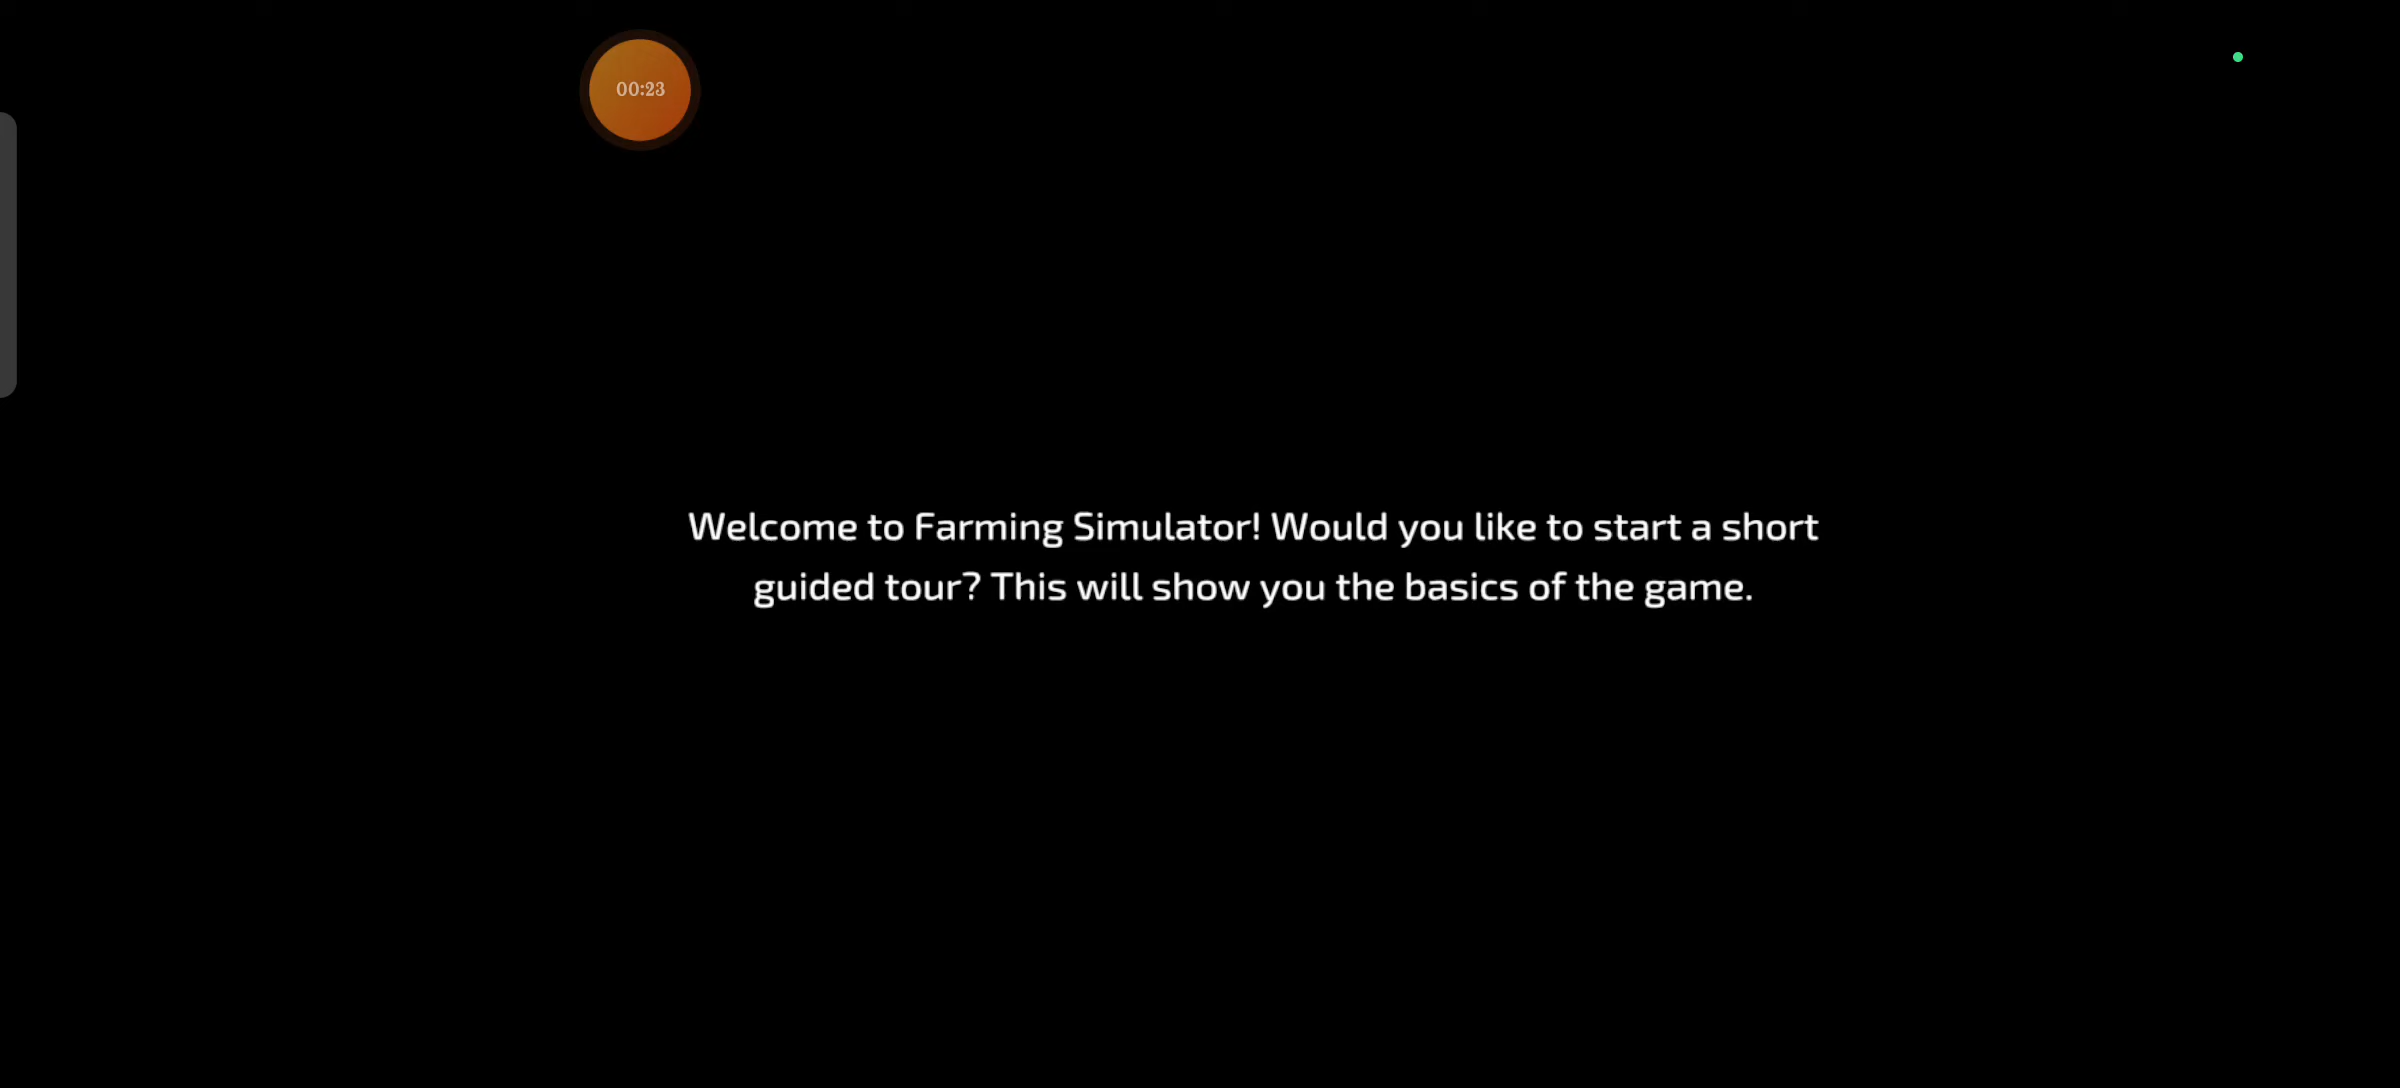 00:23
Welcome to Farming Simulator! Would you like to start a short
guided tour? This will show you the basics of the game.